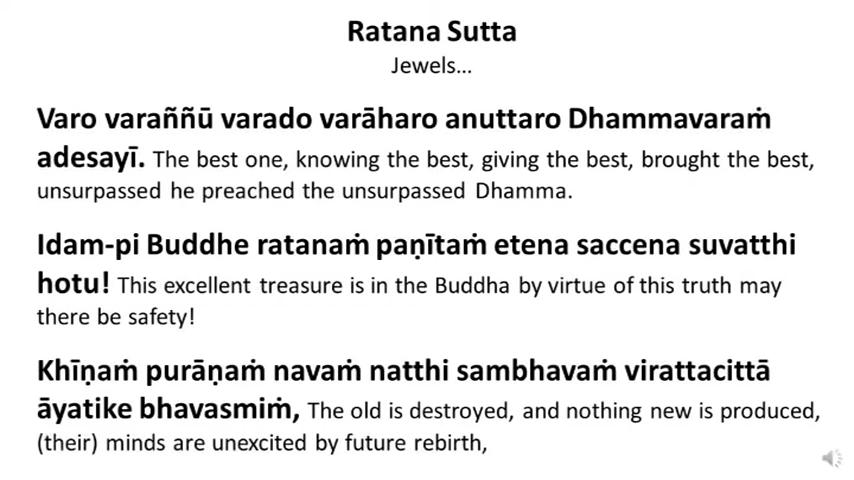 Ratana Sutta
Jewels…
Varo varaññū varado varāharo anuttaro Dhammavaraṁ
adesayī. The best one, knowing the best, giving the best, brought the best,
unsurpassed he preached the unsurpassed Dhamma.
Idam-pi Buddhe ratanaṁ paṇītaṁ etena saccena suvatthi
hotu! This excellent treasure is in the Buddha by virtue of this truth may
there be safety!
Khīṇaṁ purāṇaṁ navaṁ natthi sambhavaṁ virattacittā
āyatike bhavasmiṁ, The old is destroyed, and nothing new is produced,
(their) minds are unexcited by future rebirth,